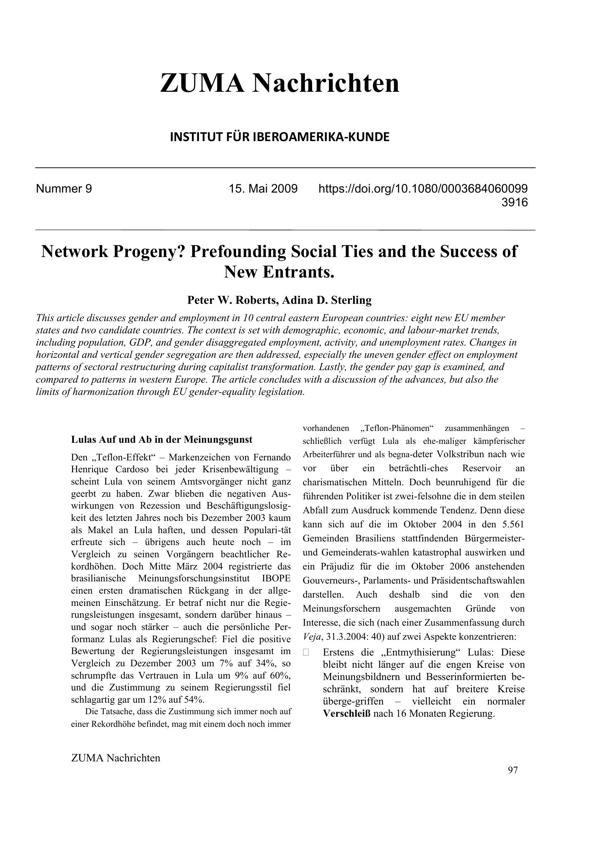 ZUMA Nachrichten
INSTITUT FÜR IBEROAMERIKA-KUNDE
Nummer 9 15. Mai 2009 https://doi.org/10.1080/0003684060099
3916
Network Progeny? Prefounding Social Ties and the Success of
New Entrants.
Peter W. Roberts, Adina D. Sterling
This article discusses gender and employment in 10 central eastern European countries: eight new EU member
states and two candidate countries. The context is set with demographic, economic, and labour-market trends,
including population, GDP, and gender disaggregated employment, activity, and unemployment rates. Changes in
horizontal and vertical gender segregation are then addressed, especially the uneven gender effect on employment
patterns of sectoral restructuring during capitalist transformation. Lastly, the gender pay gap is examined, and
compared to patterns in western Europe. The article concludes with a discussion of the advances, but also the
limits of harmonization through EU gender-equality legislation.
Lulas Auf und Ab in der Meinungsgunst
Den „Teflon-Effekt“ – Markenzeichen von Fernando
Henrique Cardoso bei jeder Krisenbewältigung –
scheint Lula von seinem Amtsvorgänger nicht ganz
geerbt zu haben. Zwar blieben die negativen Aus-
wirkungen von Rezession und Beschäftigungslosig-
keit des letzten Jahres noch bis Dezember 2003 kaum
als Makel an Lula haften, und dessen Populari-tät
erfreute sich – übrigens auch heute noch – im
Vergleich zu seinen Vorgängern beachtlicher Re-
kordhöhen. Doch Mitte März 2004 registrierte das
brasilianische Meinungsforschungsinstitut IBOPE
einen ersten dramatischen Rückgang in der allge-
meinen Einschätzung. Er betraf nicht nur die Regie-
rungsleistungen insgesamt, sondern darüber hinaus –
und sogar noch stärker – auch die persönliche Per-
formanz Lulas als Regierungschef: Fiel die positive
Bewertung der Regierungsleistungen insgesamt im
Vergleich zu Dezember 2003 um 7% auf 34%, so
schrumpfte das Vertrauen in Lula um 9% auf 60%,
und die Zustimmung zu seinem Regierungsstil fiel
schlagartig gar um 12% auf 54%.
Die Tatsache, dass die Zustimmung sich immer noch auf
einer Rekordhöhe befindet, mag mit einem doch noch immer
vorhandenen „Teflon-Phänomen“ zusammenhängen –
schließlich verfügt Lula als ehe-maliger kämpferischer
Arbeiterführer und als begna-deter Volkstribun nach wie
vor über ein beträchtli-ches Reservoir an
charismatischen Mitteln. Doch beunruhigend für die
führenden Politiker ist zwei-felsohne die in dem steilen
Abfall zum Ausdruck kommende Tendenz. Denn diese
kann sich auf die im Oktober 2004 in den 5.561
Gemeinden Brasiliens stattfindenden Bürgermeister-
und Gemeinderats-wahlen katastrophal auswirken und
ein Präjudiz für die im Oktober 2006 anstehenden
Gouverneurs-, Parlaments- und Präsidentschaftswahlen
darstellen. Auch deshalb sind die von den
Meinungsforschern ausgemachten Gründe von
Interesse, die sich (nach einer Zusammenfassung durch
Veja, 31.3.2004: 40) auf zwei Aspekte konzentrieren:
Erstens die „Entmythisierung“ Lulas: Diese
bleibt nicht länger auf die engen Kreise von
Meinungsbildnern und Besserinformierten be-
schränkt, sondern hat auf breitere Kreise
überge-griffen – vielleicht ein normaler
Verschleiß nach 16 Monaten Regierung.
ZUMA Nachrichten
97